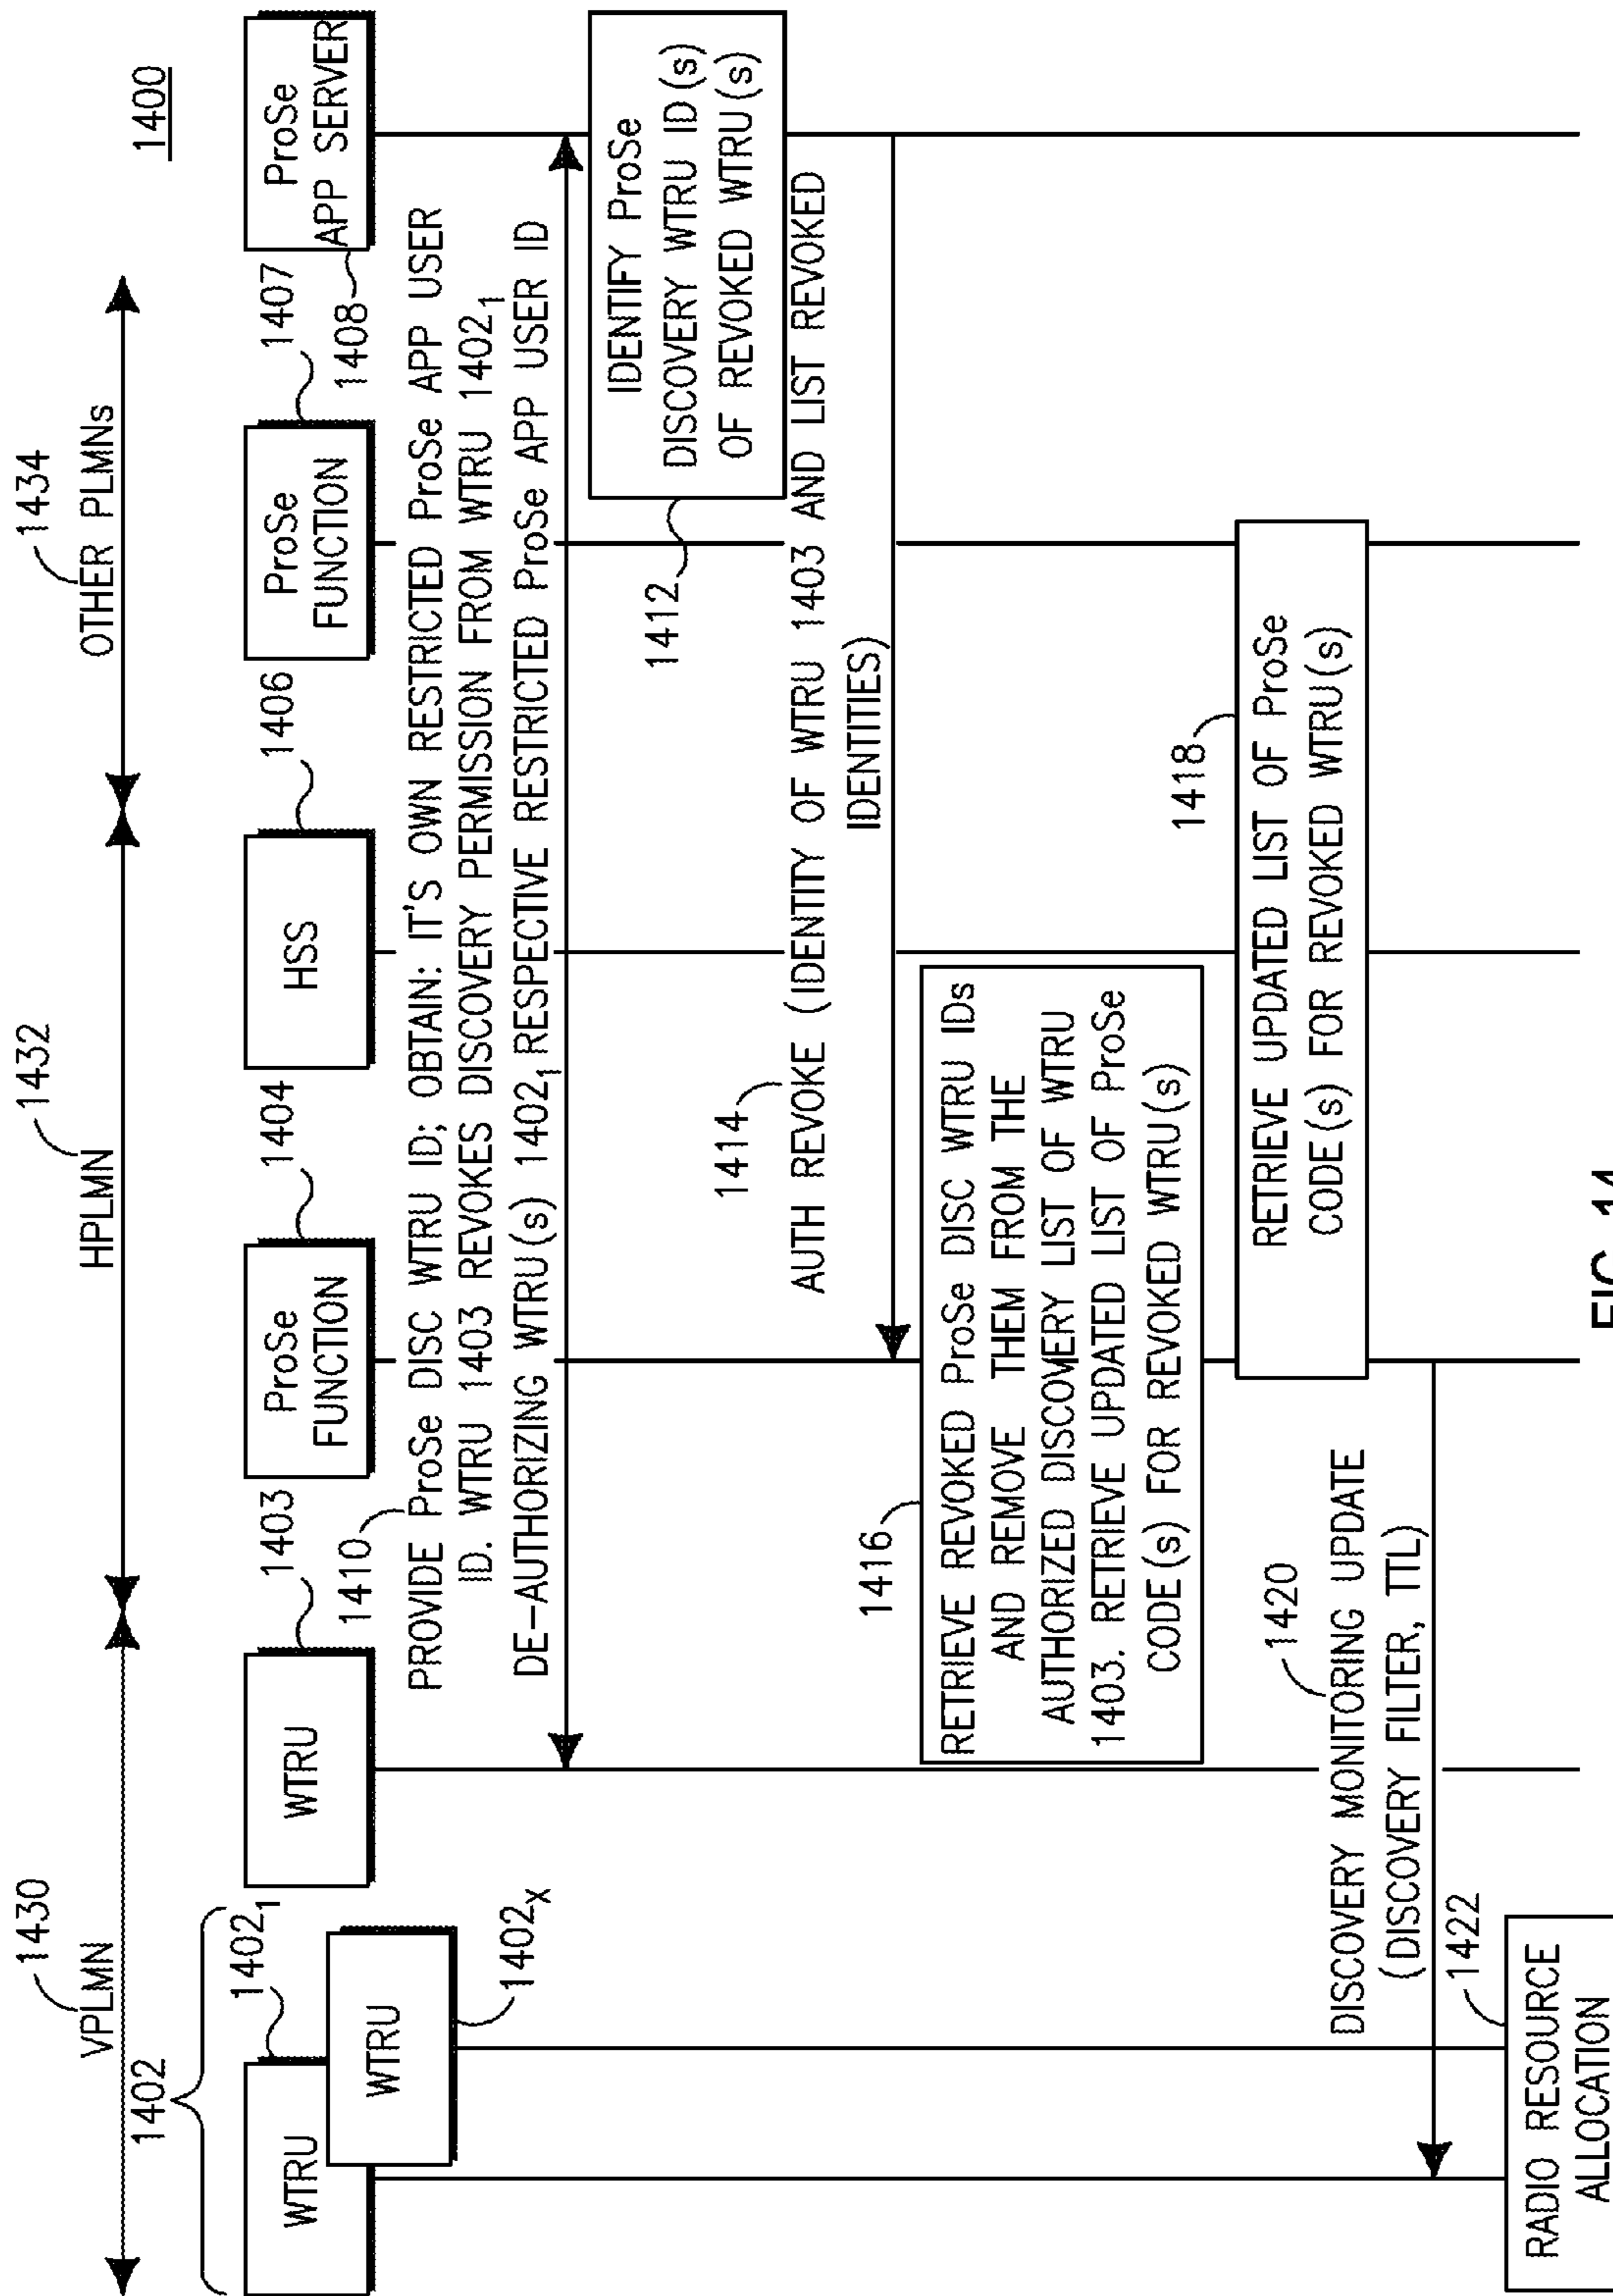 1400
1430
VPLMN
1432
HPLMN
1434
OTHER PLMNs
1402
1402₁
WTRU
WTRU
1402ₓ
1403
WTRU
1404
ProSe
FUNCTION
1406
HSS
1407
ProSe
FUNCTION
1408
ProSe
APP SERVER
1410
PROVIDE ProSe DISC WTRU ID; OBTAIN: IT'S OWN RESTRICTED ProSe APP USER
ID. WTRU 1403 REVOKES DISCOVERY PERMISSION FROM WTRU 1402₁
DE-AUTHORIZING WTRU(s) 1402₁ RESPECTIVE RESTRICTED ProSe APP USER ID
1412
IDENTIFY ProSe
DISCOVERY WTRU ID(s)
OF REVOKED WTRU(s)
1414
AUTH REVOKE (IDENTITY OF WTRU 1403 AND LIST REVOKED
IDENTITIES)
1416
RETRIEVE REVOKED ProSe DISC WTRU IDs
AND REMOVE THEM FROM THE
AUTHORIZED DISCOVERY LIST OF WTRU
1403. RETRIEVE UPDATED LIST OF ProSe
CODE(s) FOR REVOKED WTRU(s)
1418
RETRIEVE UPDATED LIST OF ProSe
CODE(s) FOR REVOKED WTRU(s)
1420
DISCOVERY MONITORING UPDATE
(DISCOVERY FILTER, TTL)
1422
RADIO RESOURCE
ALLOCATION
FIG. 14